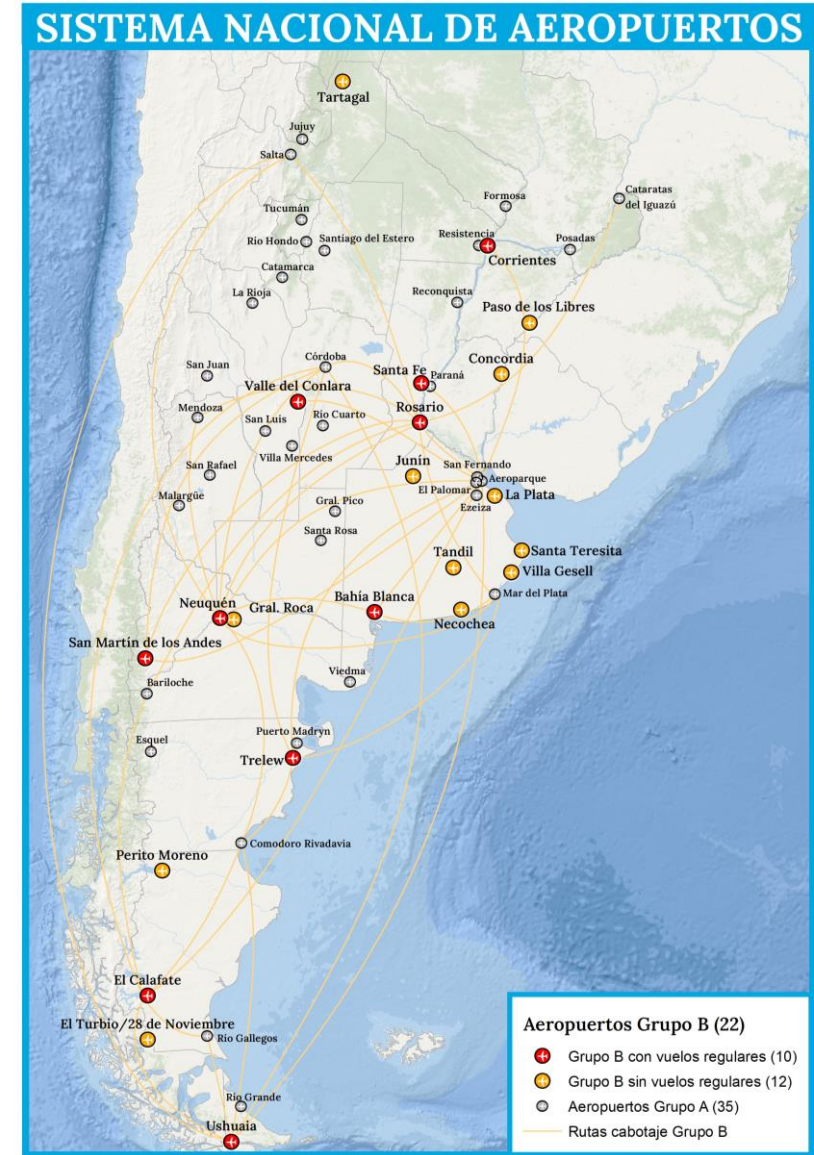 SISTEMA NACIONAL DE AEROPUERTOS
Tartagal
Jujuy
Salta
Cataratas
del Iguazú
Formosa
Tucumán
Resistencia
Posadas
Rio Hondo
Santiago del Estero
Corrientes
Catamarca
La Rioja
Reconquista
Paso de los Libres
Córdoba
Concordia
San Juan
Santa Fe
Paraná
Valle del Conlara
Mendoza
Rosario
San Luis
Río Cuarto
Villa Mercedes
Junín
San Fernando
San Rafael
Aeroparque
El Palomar
La Plata
Malargüe
Gral. Pico
Ezeiza
Santa Rosa
Tandil
Santa Teresita
Villa Gesell
Neuquén
Gral. Roca
Bahía Blanca
Mar del Plata
Necochea
San Martín de los Andes
Viedma
Bariloche
Puerto Madryn
Esquel
Trelew
Comodoro Rivadavia
Perito Moreno
El Calafate
El Turbio/28 de Noviembre
Río Gallegos
Río Grande
Ushuaia
Aeropuertos Grupo B (22)
Grupo B con vuelos regulares (10)
Grupo B sin vuelos regulares (12)
Aeropuertos Grupo A (35)
Rutas cabotaje Grupo B